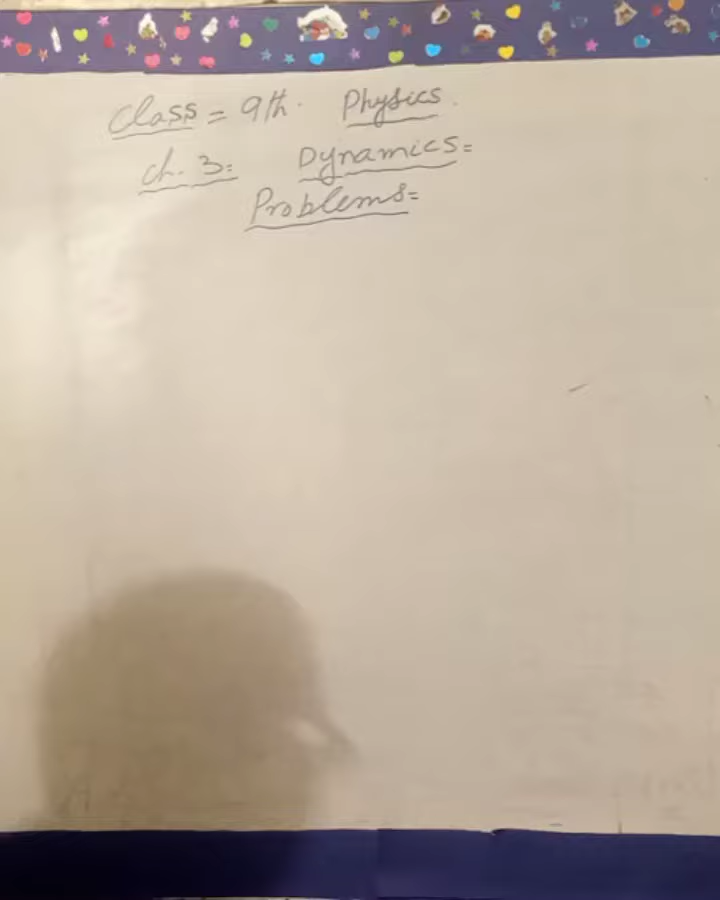 Class = 9th. Physics.
Ch. 3= Dynamics=
Problems=